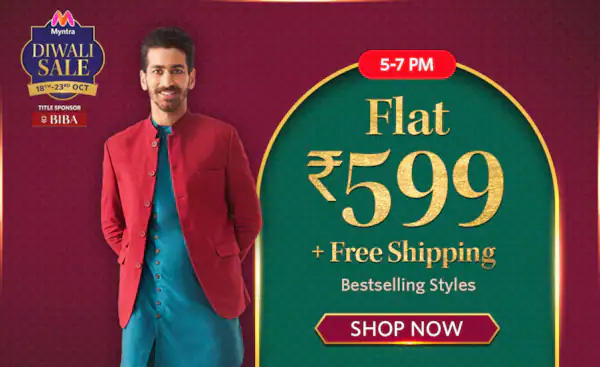 Myntra
DIWALI
SALE
18TH-23RD OCT
TITLE SPONSOR
BIBA
5-7 PM
Flat
₹599
+ Free Shipping
Bestselling Styles
SHOP NOW